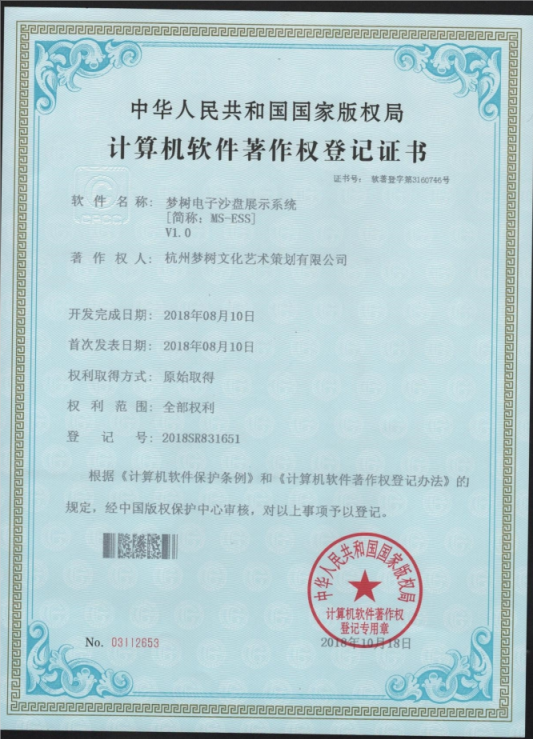 中华人民共和国国家版权局
计算机软件著作权登记证书
证书号： 软著登字第3160746号
软件名称： 梦树电子沙盘展示系统
[简称：MS-ESS]
V1.0
著作权人： 杭州梦树文化艺术策划有限公司
开发完成日期： 2018年08月10日
首次发表日期： 2018年08月10日
权利取得方式： 原始取得
权利范围： 全部权利
登记号： 2018SR831651
根据《计算机软件保护条例》和《计算机软件著作权登记办法》的
规定，经中国版权保护中心审核，对以上事项予以登记。
中华人民共和国国家版权局
计算机软件著作权
登记专用章
No. 03112653
2018年10月18日